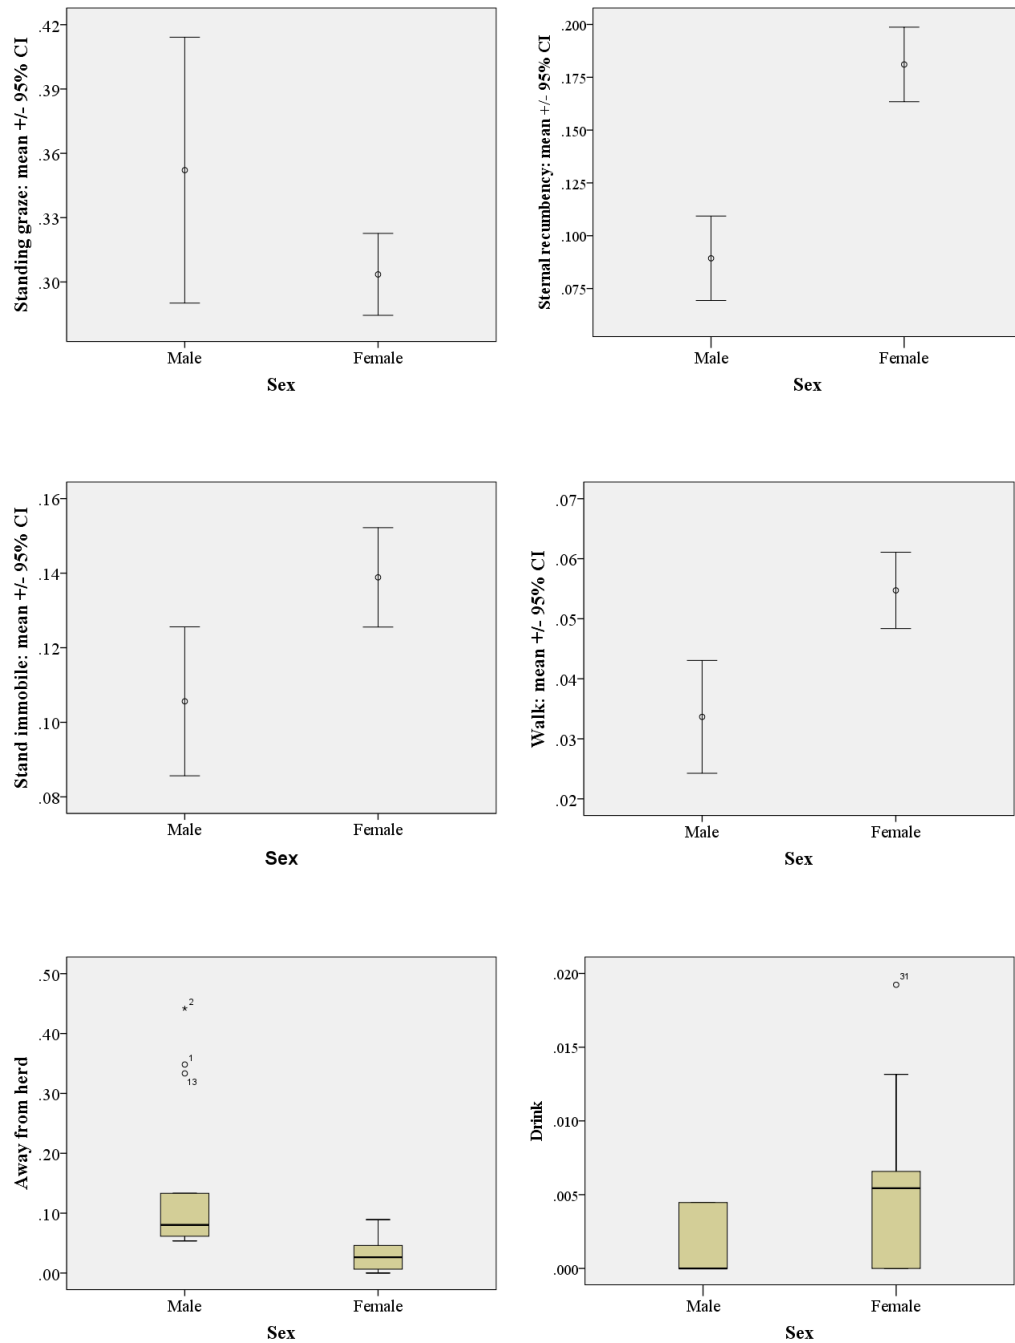 Standing graze: mean +/- 95% CI
.42
.39
.36
.33
.30
Male Female
Sex
Sternal recumbency: mean +/- 95% CI
.200
.175
.150
.125
.100
.075
Male Female
Sex
Stand immobile: mean +/- 95% CI
.16
.14
.12
.10
.08
Male Female
Sex
Walk: mean +/- 95% CI
.07
.06
.05
.04
.03
.02
Male Female
Sex
Away from herd
.50
.40
.30
.20
.10
.00
2
1
13
Male Female
Sex
Drink
.020
.015
.010
.005
.000
31
Male Female
Sex